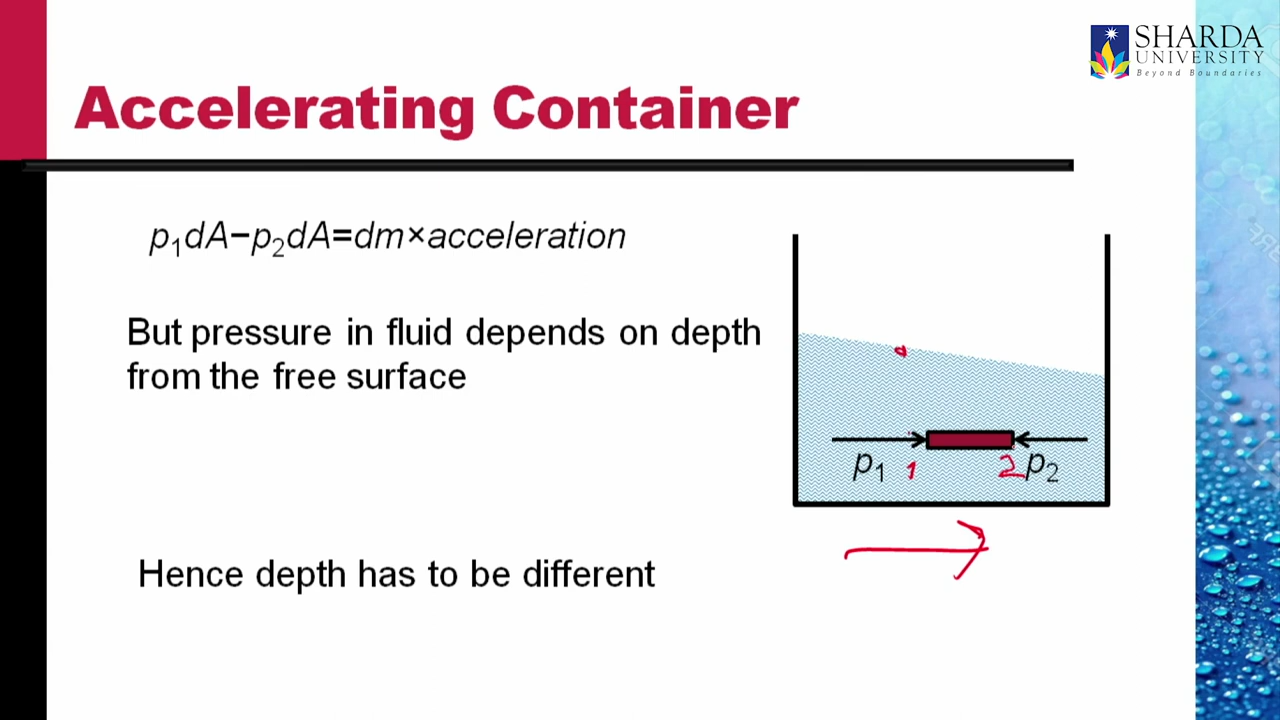 SHARDA
UNIVERSITY
Beyond Boundaries
Accelerating Container
p₁dA−p₂dA=dm×acceleration
But pressure in fluid depends on depth
from the free surface
p₁ 1 2 p₂
Hence depth has to be different